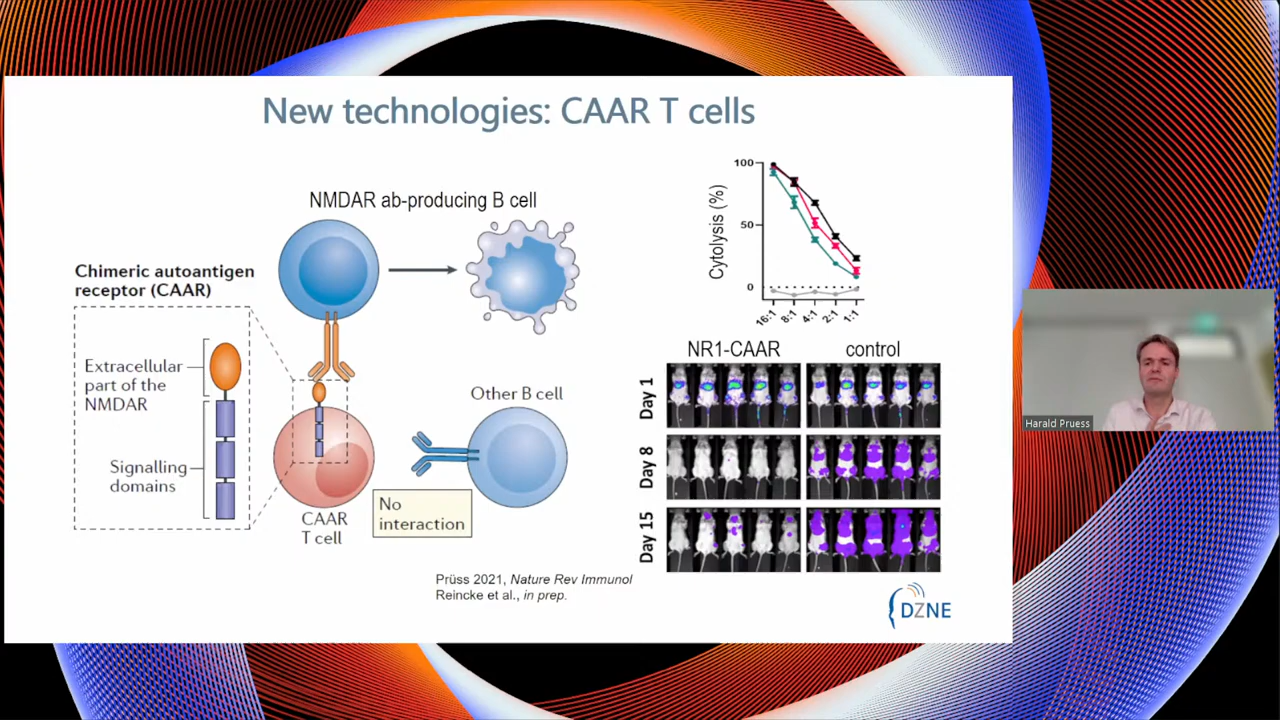 New technologies: CAAR T cells
NMDAR ab-producing B cell
Chimeric autoantigen
receptor (CAAR)
Extracellular
part of the
NMDAR
Signalling
domains
CAAR
T cell
No
interaction
Other B cell
Prüss 2021, Nature Rev Immunol
Reincke et al., in prep.
Cytolysis (%)
100
50
0
16:1
8:1
4:1
2:1
1:1
NR1-CAAR
control
Day 1
Day 8
Day 15
DZNE
Harald Pruess